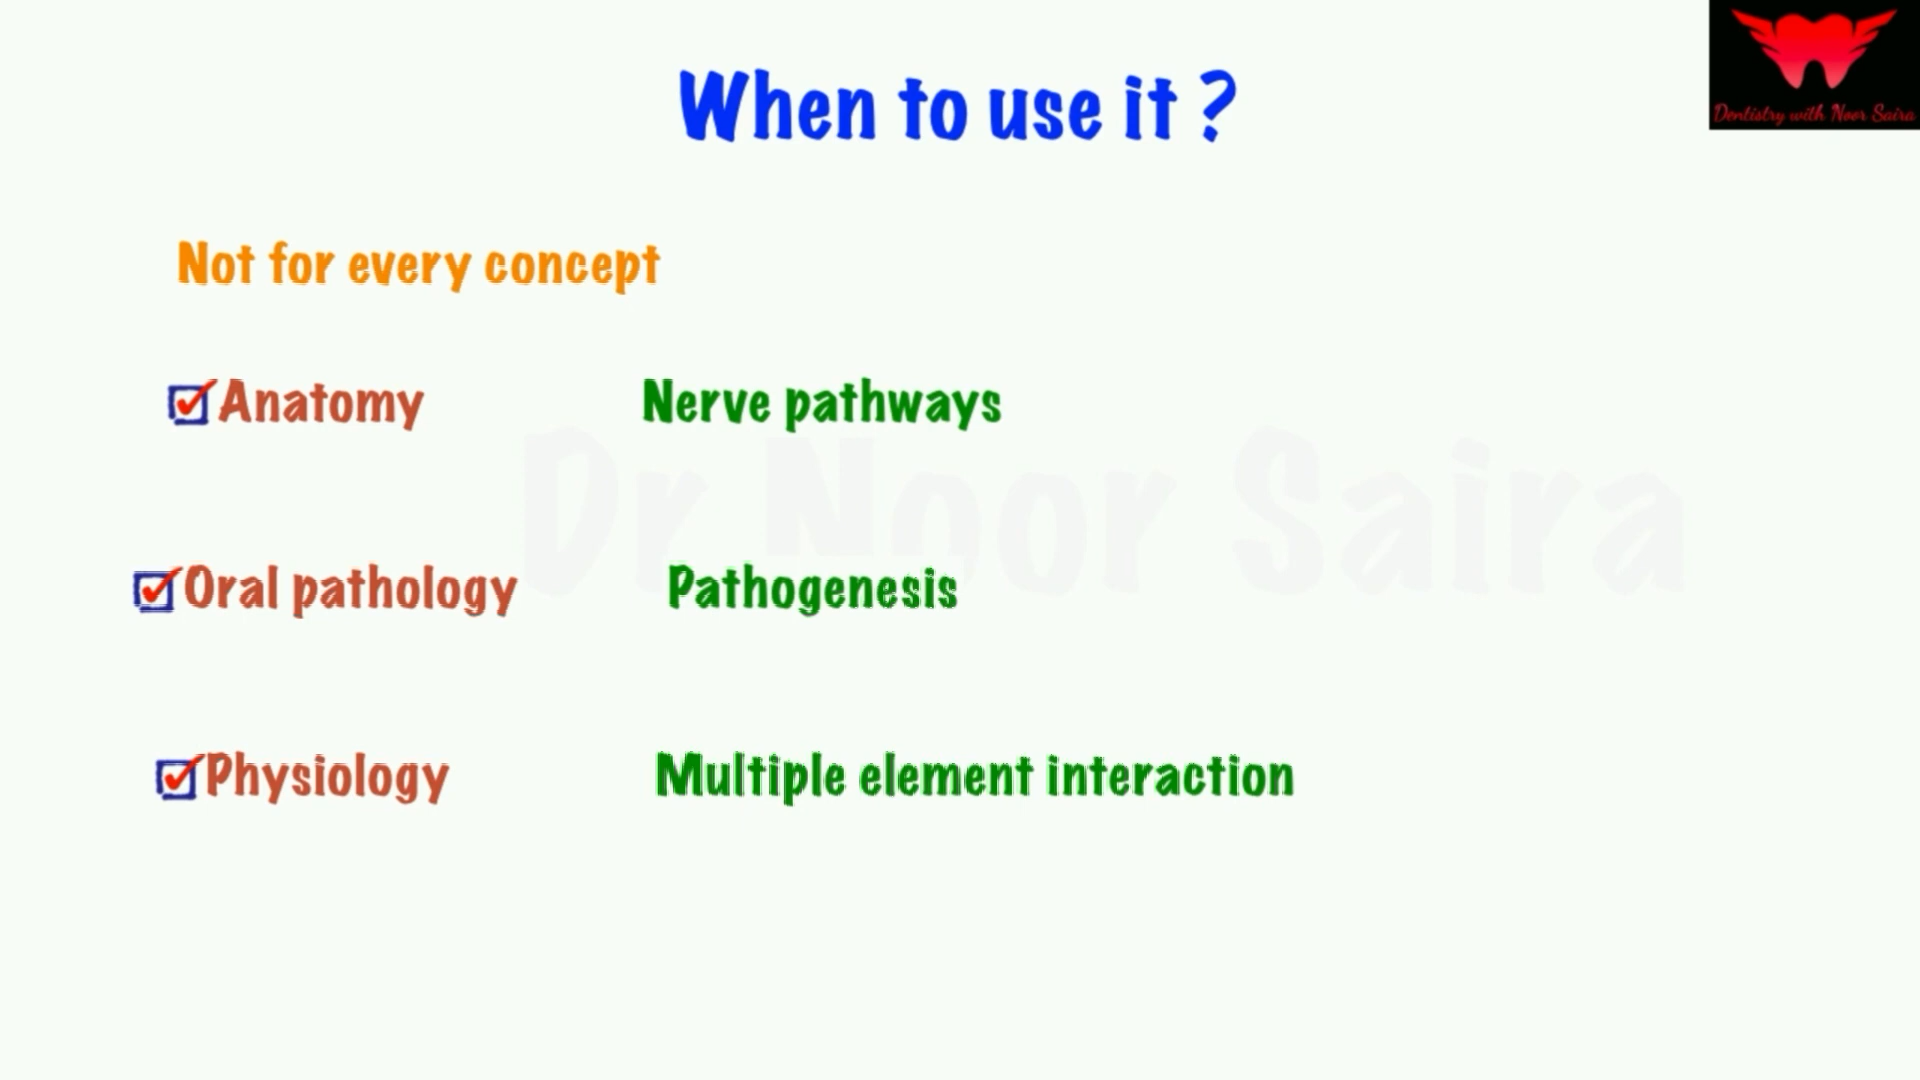 When to use it ?
Dentistry with Noor Saira
Not for every concept
Anatomy Nerve pathways
Dr Noor Saira
Oral pathology Pathogenesis
Physiology Multiple element interaction